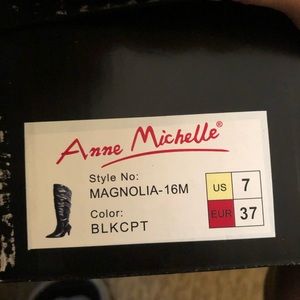 Anne Michelle®
Style No:
MAGNOLIA-16M
Color:
BLKCPT
US 7
EUR 37